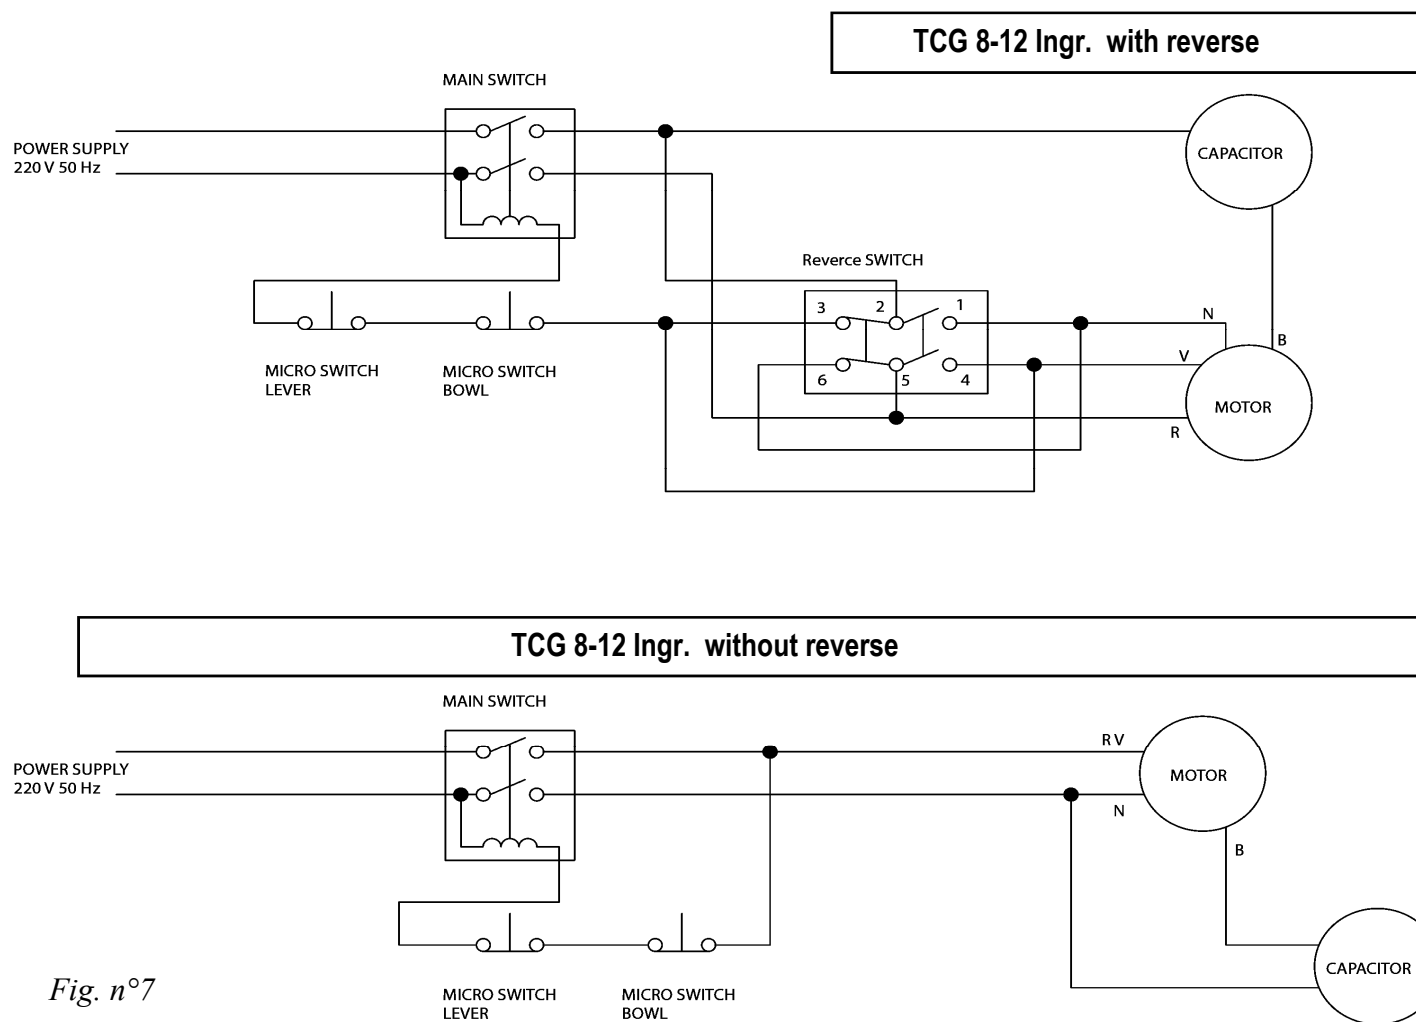 TCG 8-12 Ingr. with reverse
MAIN SWITCH
POWER SUPPLY
220 V 50 Hz
CAPACITOR
Reverce SWITCH
3
2
1
N
B
V
6
5
4
R
MOTOR
MICRO SWITCH
LEVER
MICRO SWITCH
BOWL
TCG 8-12 Ingr. without reverse
MAIN SWITCH
POWER SUPPLY
220 V 50 Hz
R V
MOTOR
N
B
CAPACITOR
MICRO SWITCH
LEVER
MICRO SWITCH
BOWL
Fig. n°7